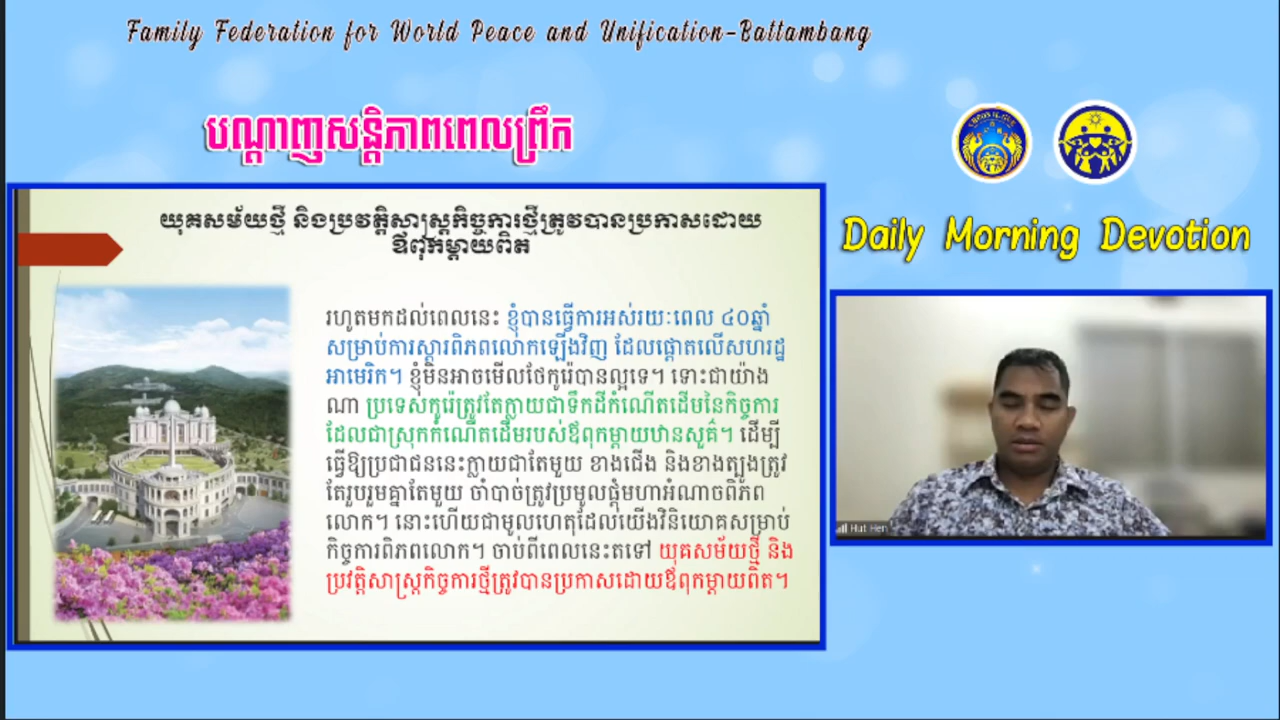 Family Federation for World Peace and Unification-Battambang
បណ្ដាញសន្តិភាពពេលព្រឹក
Daily Morning Devotion
យុគសម័យថ្មី និងប្រវត្តិសាស្ត្រកិច្ចការថ្មីត្រូវបានប្រកាសដោយ
ឪពុកម្តាយពិត
រហូតមកដល់ពេលនេះ ខ្ញុំបានធ្វើការអស់រយៈពេល ៤០ឆ្នាំ
សម្រាប់ការស្តារពិភពលោកឡើងវិញ ដែលផ្តោតលើសហរដ្ឋ
អាមេរិក។ ខ្ញុំមិនអាចមើលថែកូរ៉េបានល្អទេ។ ទោះជាយ៉ាង
ណា ប្រទេសកូរ៉េត្រូវតែក្លាយជាទឹកដីកំណើតដើមនៃកិច្ចការ
ដែលជាស្រុកកំណើតដើមរបស់ឪពុកម្តាយឋានសួគ៌។ ដើម្បី
ធ្វើឱ្យប្រជាជននេះក្លាយជាតែមួយ ខាងជើង និងខាងត្បូងត្រូវ
តែរួបរួមគ្នាតែមួយ ចាំបាច់ត្រូវប្រមូលផ្តុំមហាអំណាចពិភព
លោក។ នោះហើយជាមូលហេតុដែលយើងវិនិយោគសម្រាប់
កិច្ចការពិភពលោក។ ចាប់ពីពេលនេះតទៅ យុគសម័យថ្មី និង
ប្រវត្តិសាស្ត្រកិច្ចការថ្មីត្រូវបានប្រកាសដោយឪពុកម្តាយពិត។
Hut Hen